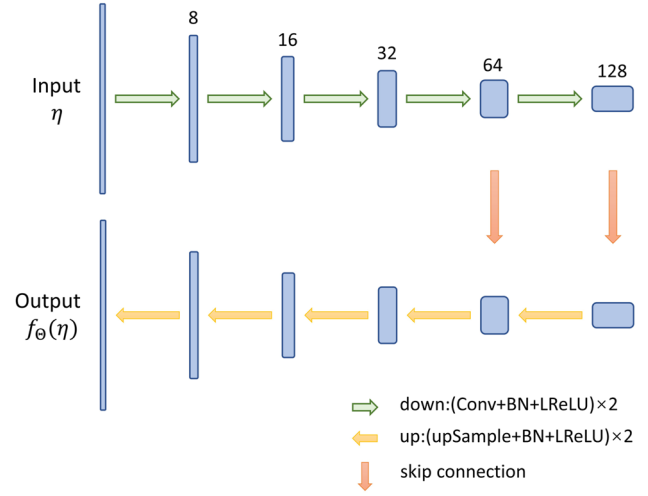 8
16
32
64
128
Input
η
Output
f_Θ(η)
down:(Conv+BN+LReLU)×2
up:(upSample+BN+LReLU)×2
skip connection